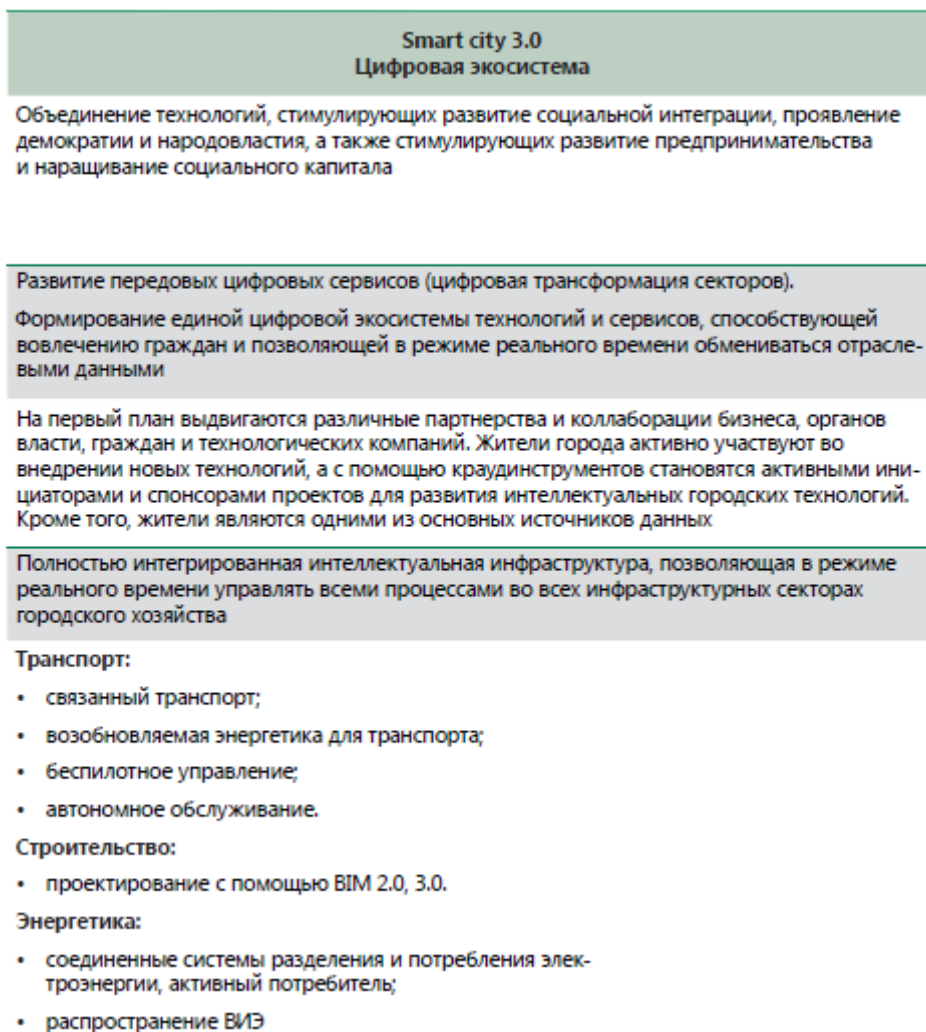 Smart city 3.0
Цифровая экосистема
Объединение технологий, стимулирующих развитие социальной интеграции, проявление
демократии и народовластия, а также стимулирующих развитие предпринимательства
и наращивание социального капитала
Развитие передовых цифровых сервисов (цифровая трансформация секторов).
Формирование единой цифровой экосистемы технологий и сервисов, способствующей
вовлечению граждан и позволяющей в режиме реального времени обмениваться отрасле-
выми данными
На первый план выдвигаются различные партнерства и коллаборации бизнеса, органов
власти, граждан и технологических компаний. Жители города активно участвуют во
внедрении новых технологий, а с помощью краудинструментов становятся активными ини-
циаторами и спонсорами проектов для развития интеллектуальных городских технологий.
Кроме того, жители являются одними из основных источников данных
Полностью интегрированная интеллектуальная инфраструктура, позволяющая в режиме
реального времени управлять всеми процессами во всех инфраструктурных секторах
городского хозяйства
Транспорт:
• связанный транспорт;
• возобновляемая энергетика для транспорта;
• беспилотное управление;
• автономное обслуживание.
Строительство:
• проектирование с помощью BIM 2.0, 3.0.
Энергетика:
• соединенные системы разделения и потребления элек-
троэнергии, активный потребитель;
• распространение ВИЭ